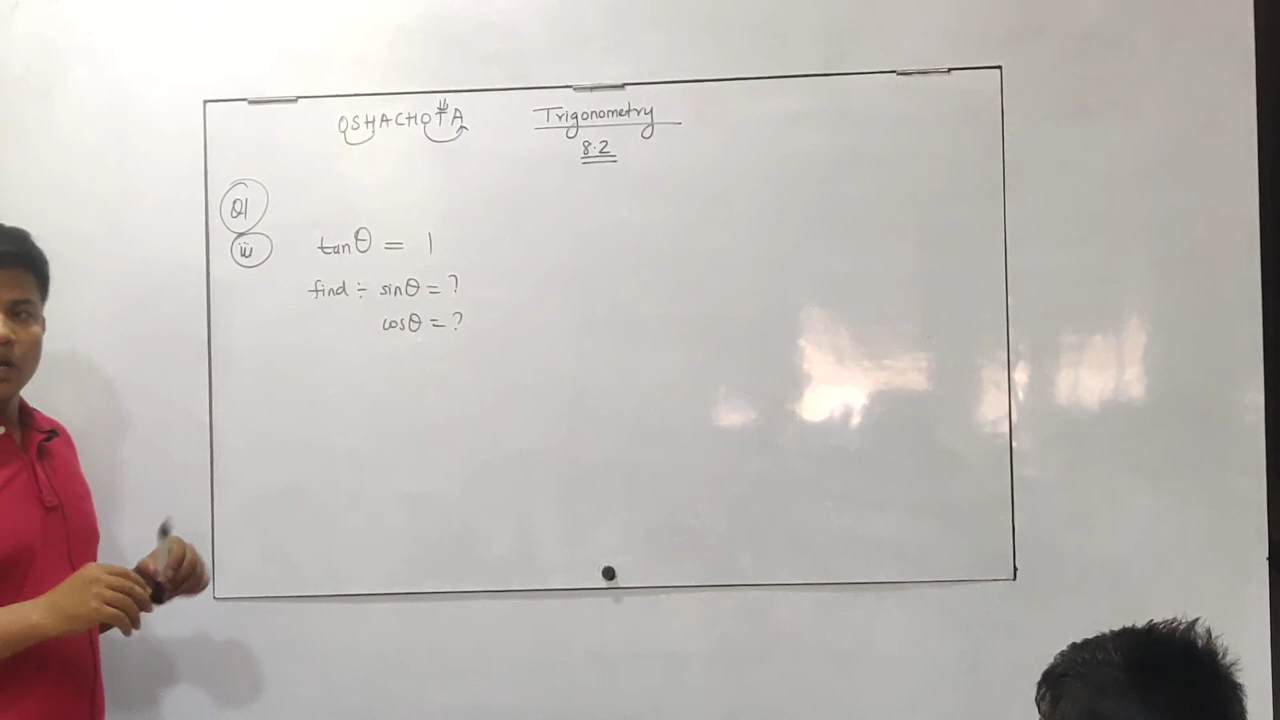 OSHACHOTA
Trigonometry
8.2
Q1
iii tanθ = 1
find ÷ sinθ = ?
cosθ = ?